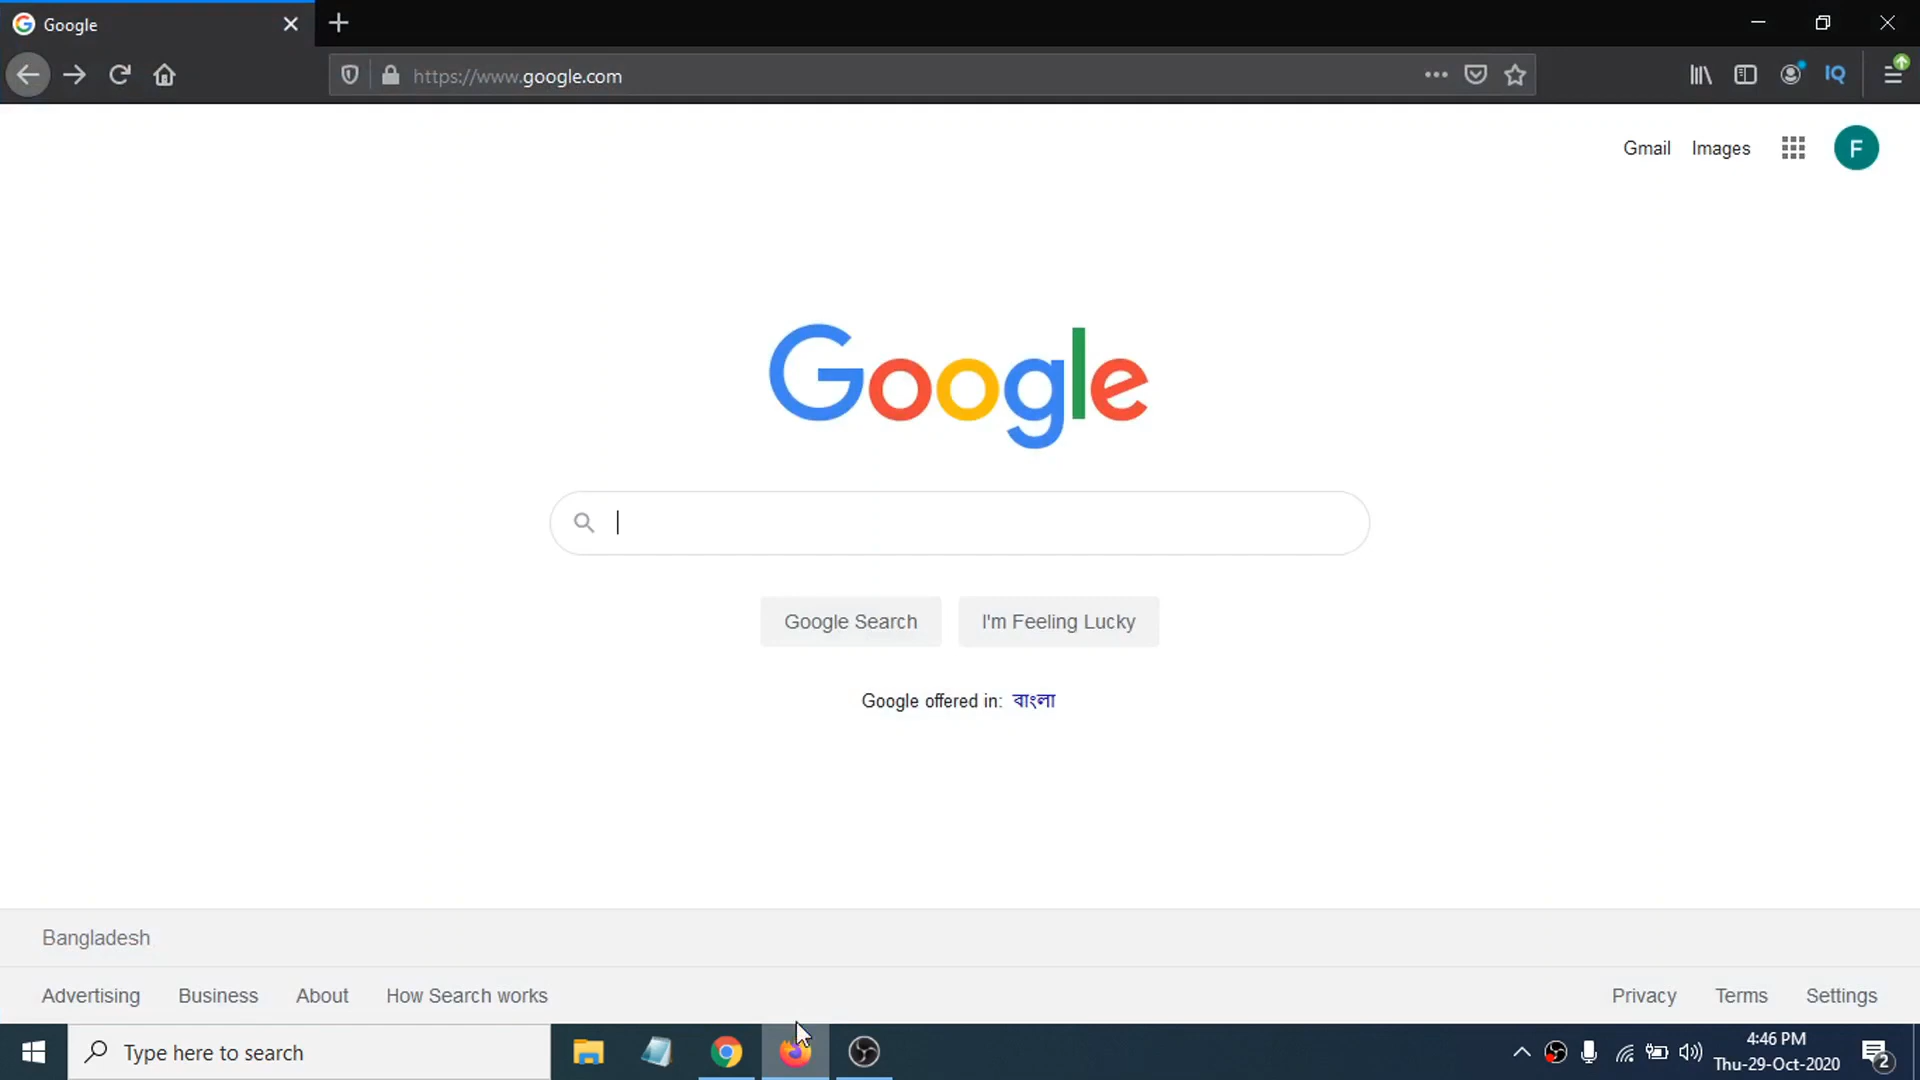 Google
https://www.google.com
IQ
Gmail Images F
Google
Google Search I'm Feeling Lucky
Google offered in: বাংলা
Bangladesh
Advertising Business About How Search works Privacy Terms Settings
Type here to search
4:46 PM
Thu-29-Oct-2020
2